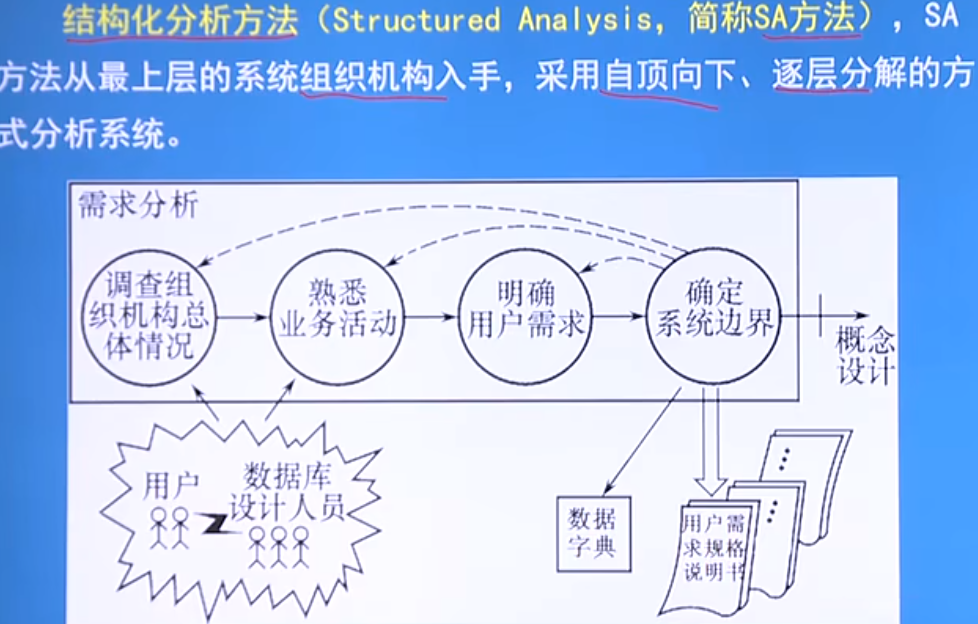 结构化分析方法（Structured Analysis，简称SA方法），SA
方法从最上层的系统组织机构入手，采用自顶向下、逐层分解的方
式分析系统。
需求分析
调查组
织机构总
体情况
熟悉
业务活动
明确
用户需求
确定
系统边界
概念
设计
用户
数据库
设计人员
数据
字典
用户需
求规格
说明书